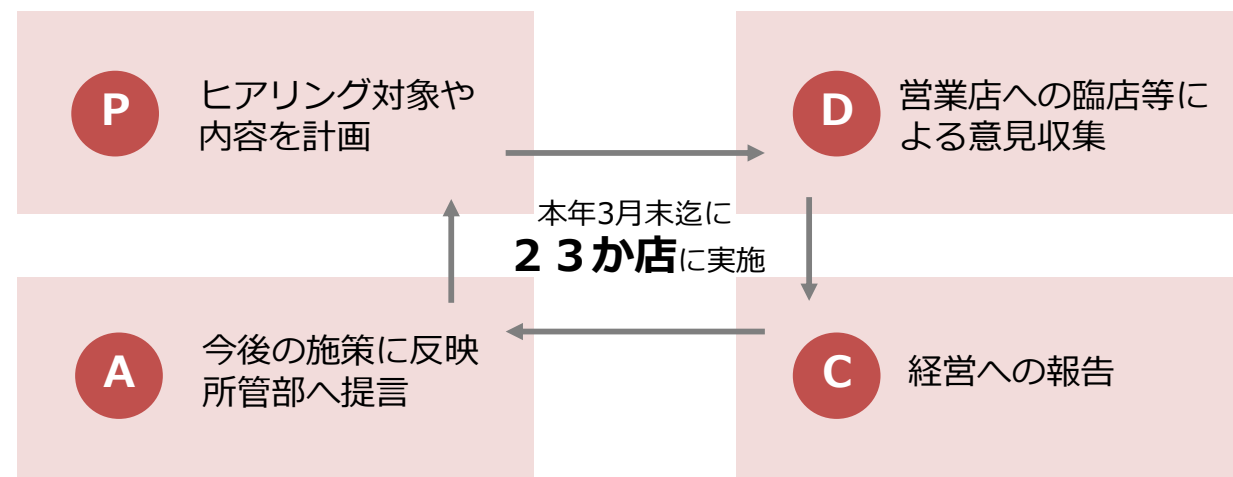 P
ヒアリング対象や
内容を計画
D
営業店への臨店等に
よる意見収集
本年3月末迄に
２３か店に実施
A
今後の施策に反映
所管部へ提言
C
経営への報告